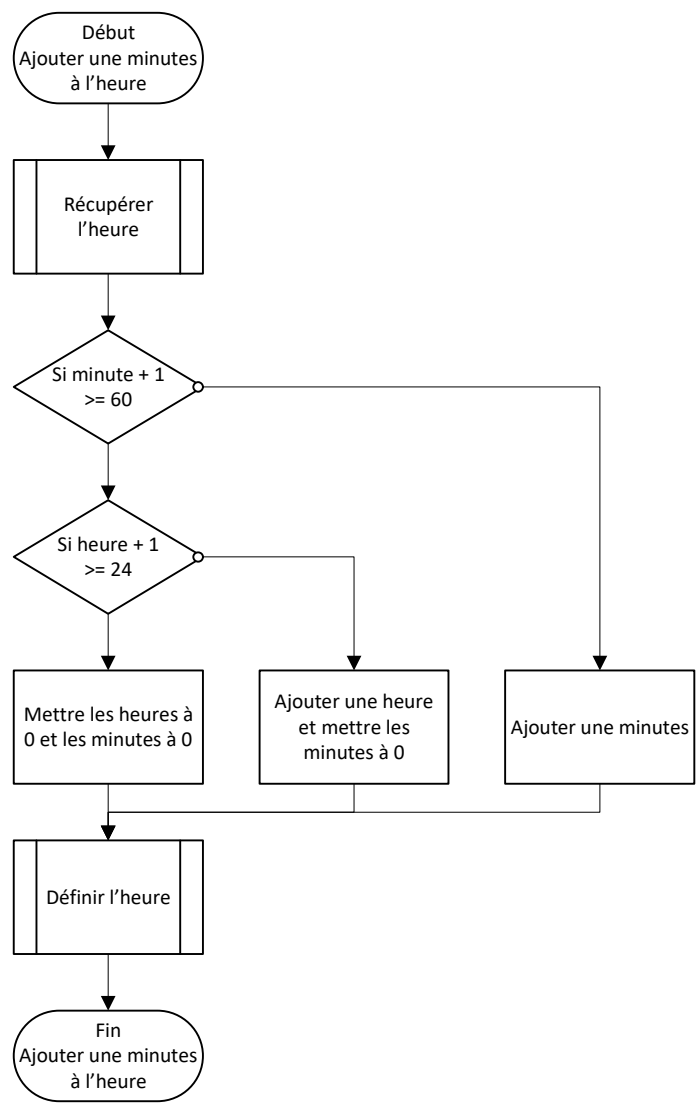 Début
Ajouter une minutes
à l’heure
Récupérer
l’heure
Si minute + 1
>= 60
Si heure + 1
>= 24
Mettre les heures à
0 et les minutes à 0
Ajouter une heure
et mettre les
minutes à 0
Ajouter une minutes
Définir l’heure
Fin
Ajouter une minutes
à l’heure